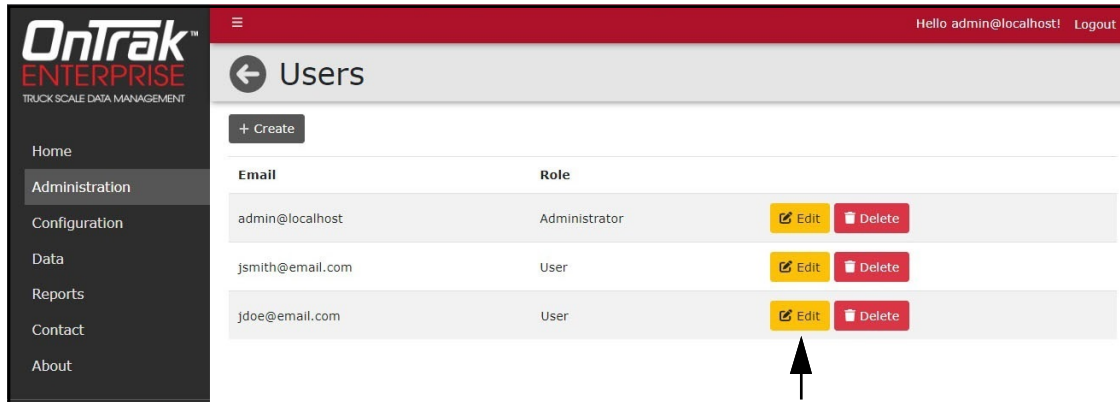 OnTrak™
ENTERPRISE
TRUCK SCALE DATA MANAGEMENT
Home
Administration
Configuration
Data
Reports
Contact
About
Hello admin@localhost! Logout
Users
+ Create
Email Role
admin@localhost Administrator Edit Delete
jsmith@email.com User Edit Delete
jdoe@email.com User Edit Delete